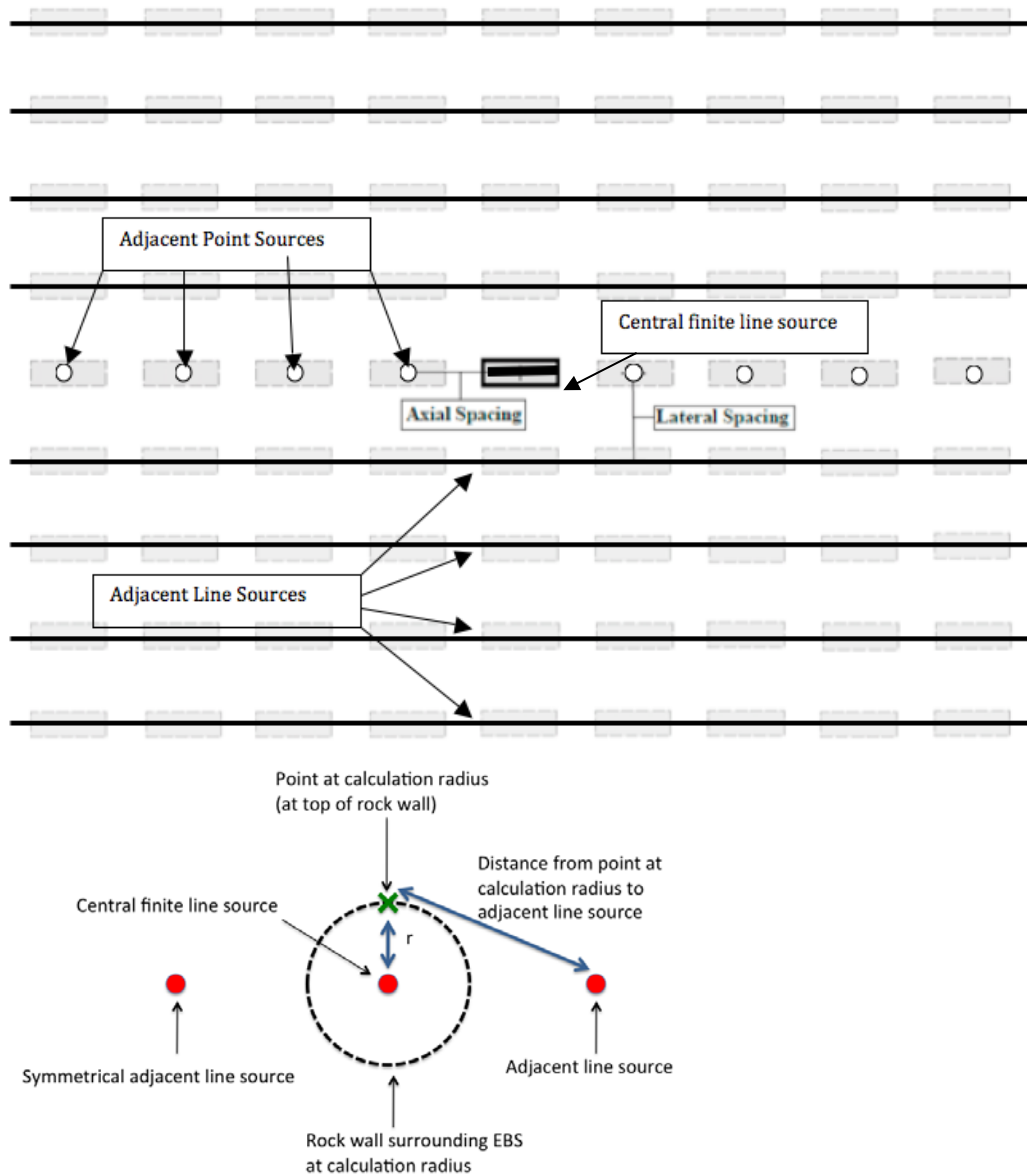 Adjacent Point Sources
Central finite line source
Axial Spacing
Lateral Spacing
Adjacent Line Sources
Point at calculation radius
(at top of rock wall)
Distance from point at
calculation radius to
adjacent line source
Central finite line source
r
Symmetrical adjacent line source
Adjacent line source
Rock wall surrounding EBS
at calculation radius